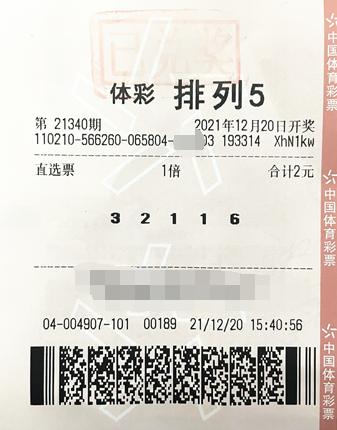 已兑奖
体彩 排列5
第 21340期 2021年12月20日开奖
110210-566260-065804- 03 193314 XhN1kw
直选票 1倍 合计2元
3 2 1 1 6
04-004907-101 00189 21/12/20 15:40:56
中国体育彩票
中国体育彩票
中国体育彩票